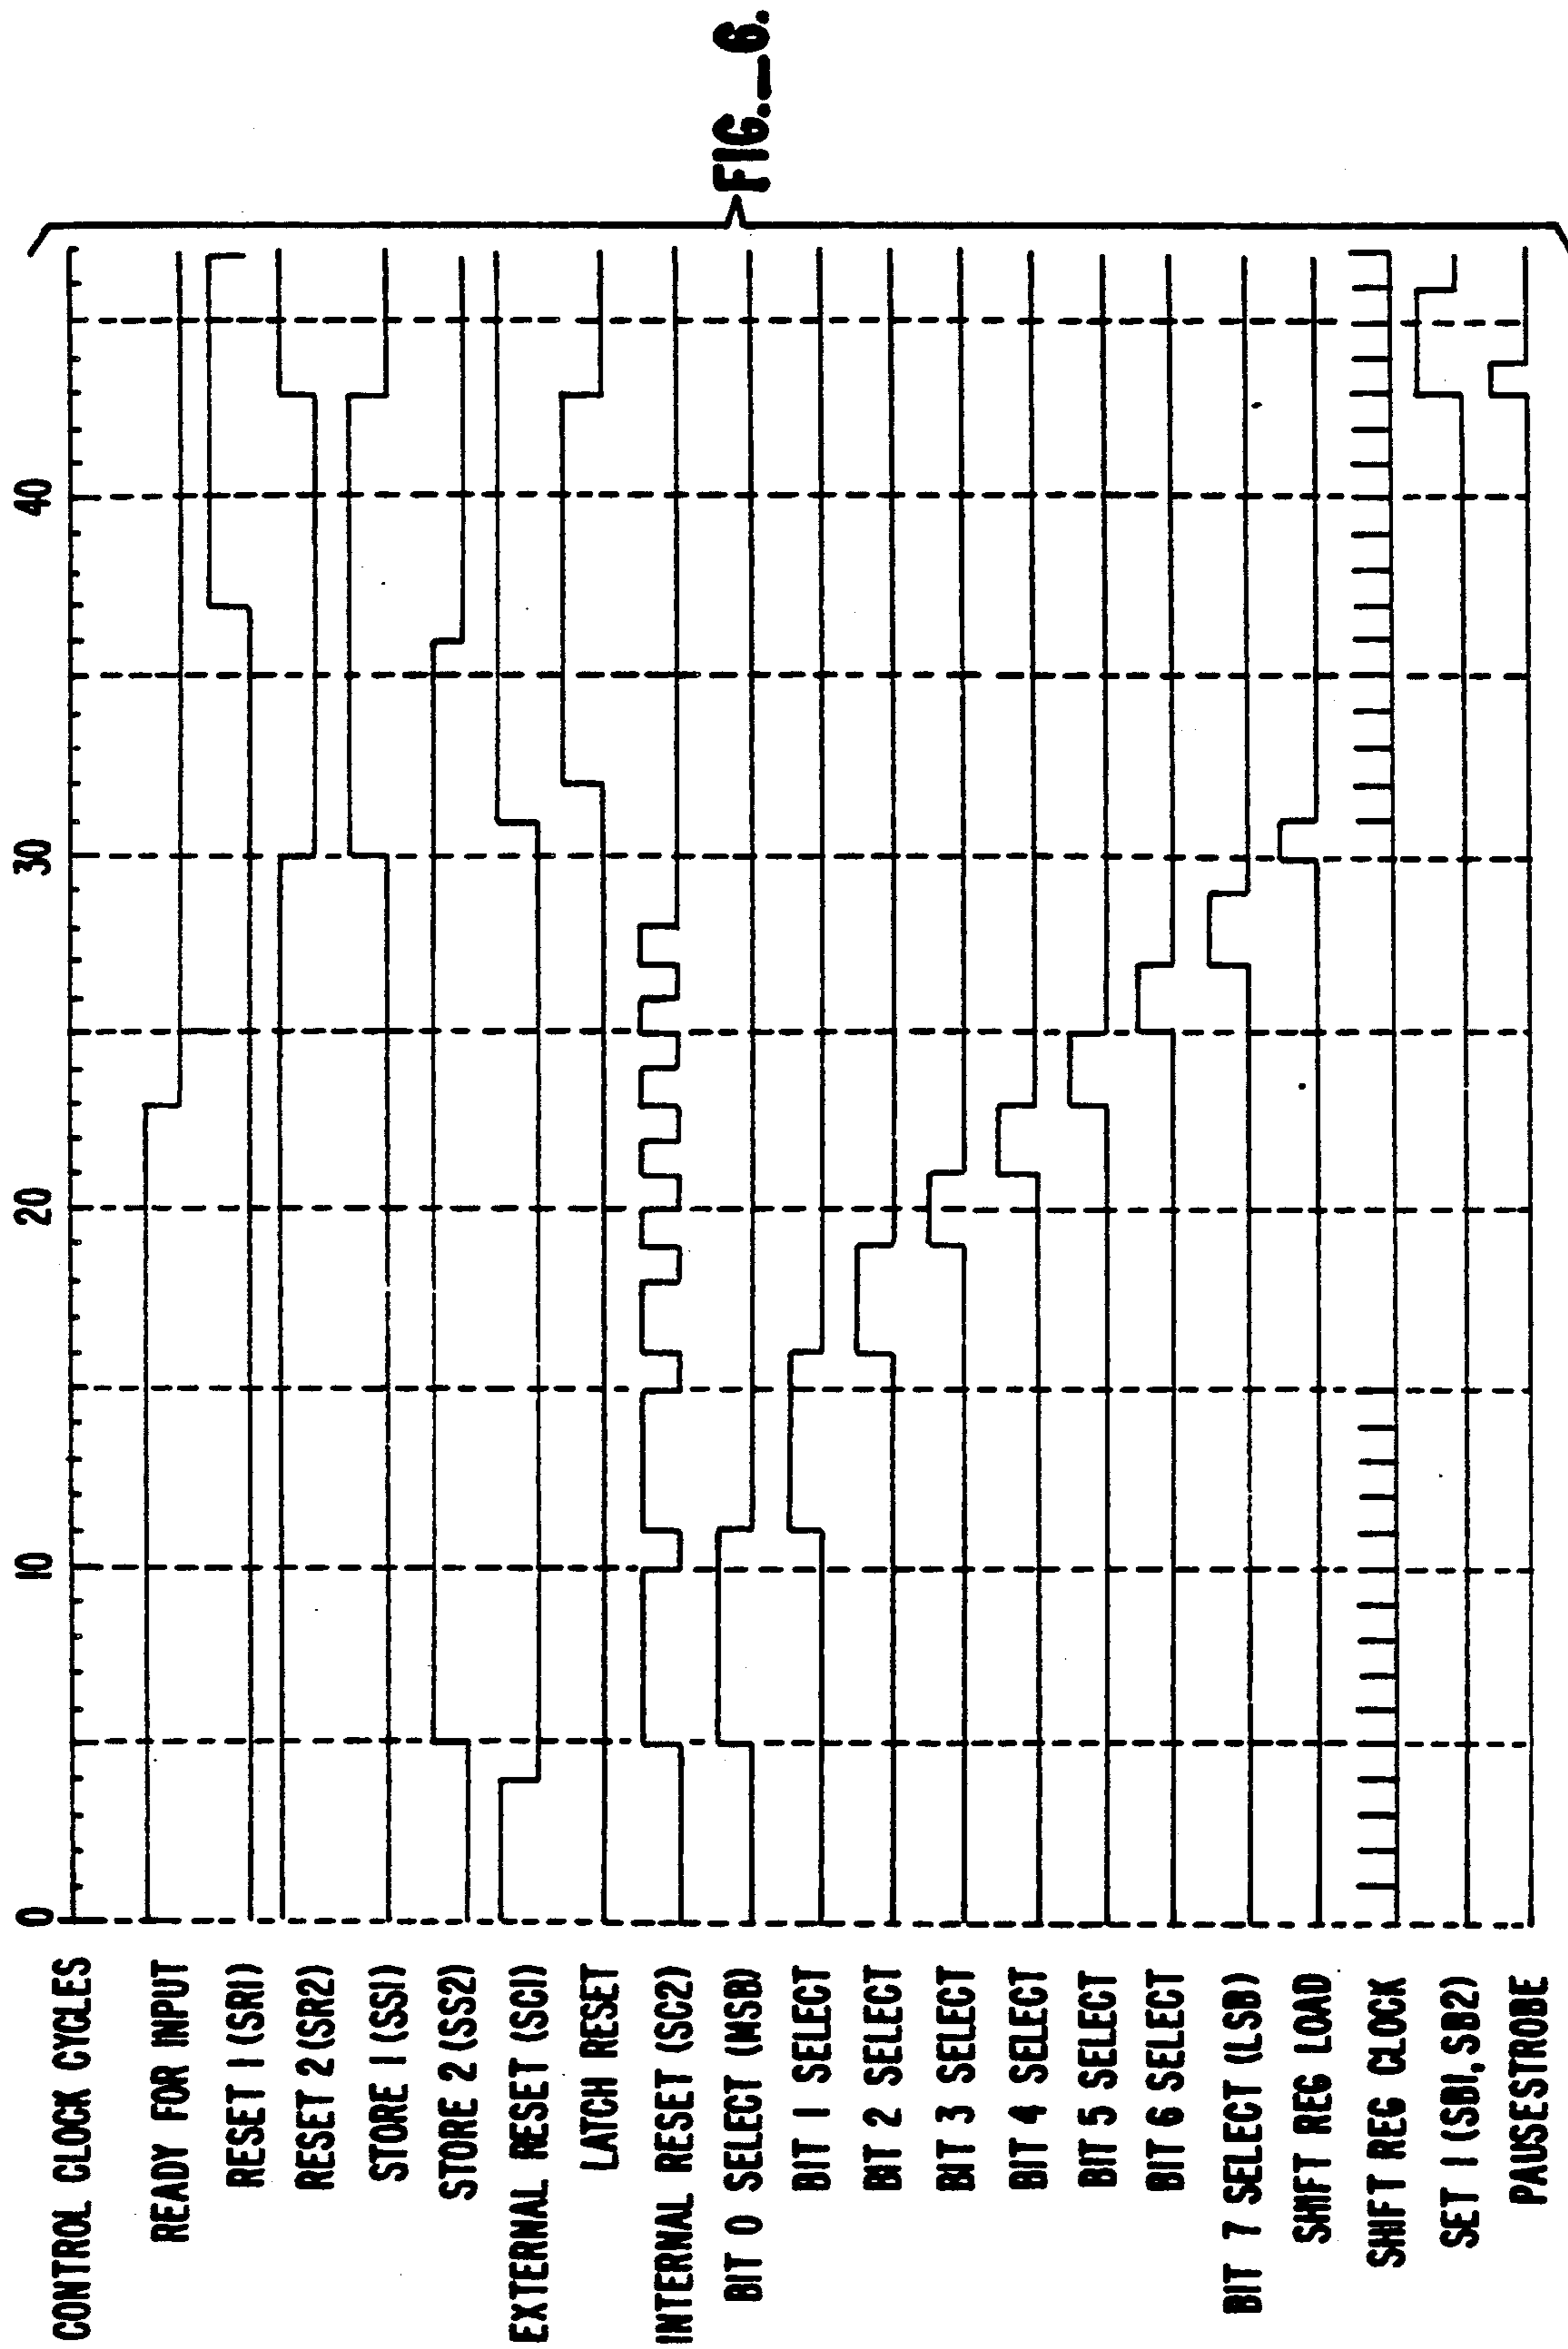 CONTROL CLOCK CYCLES
0 10 20 30 40
READY FOR INPUT
RESET 1 (SR1)
RESET 2 (SR2)
STORE 1 (SS1)
STORE 2 (SS2)
EXTERNAL RESET (SC1)
LATCH RESET
INTERNAL RESET (SC2)
BIT 0 SELECT (MSB)
BIT 1 SELECT
BIT 2 SELECT
BIT 3 SELECT
BIT 4 SELECT
BIT 5 SELECT
BIT 6 SELECT
BIT 7 SELECT (LSB)
SHIFT REG LOAD
SHIFT REG CLOCK
SET 1 (SB1, SB2)
PAUSESTROBE
FIG._6.